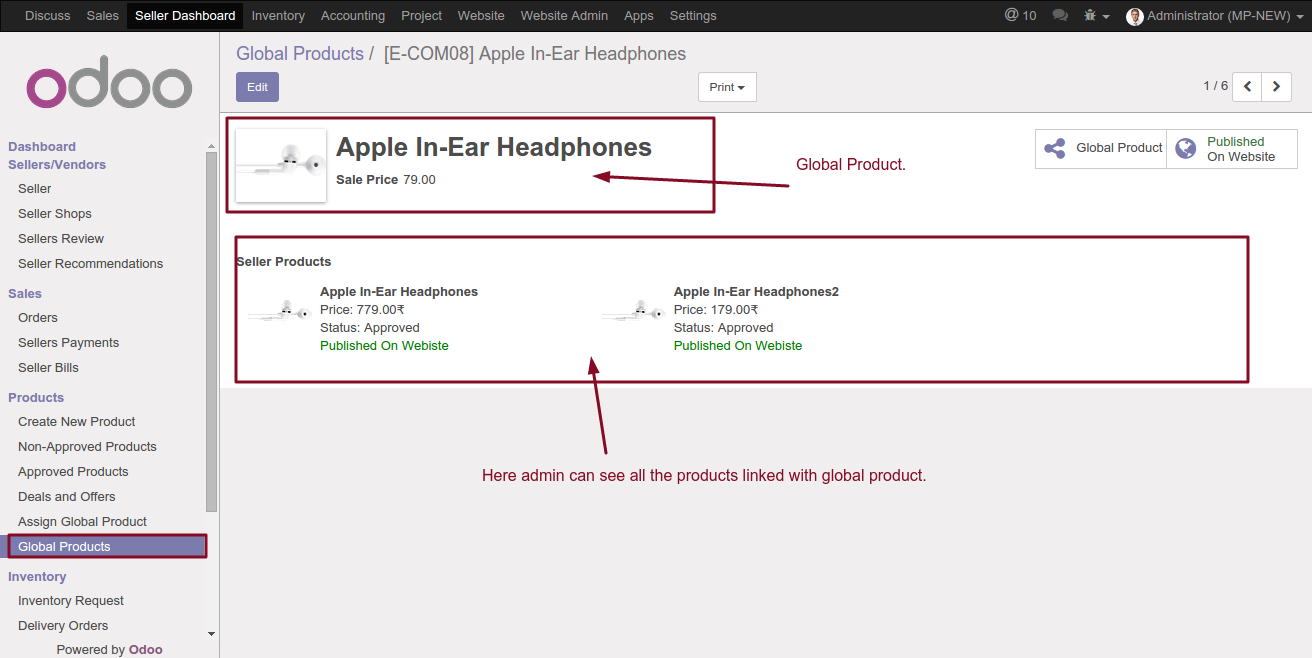 Discuss Sales Seller Dashboard Inventory Accounting Project Website Website Admin Apps Settings @ 10 Administrator (MP-NEW)
odoo
Global Products / [E-COM08] Apple In-Ear Headphones
Edit
Print
1 / 6
Dashboard
Sellers/Vendors
Seller
Seller Shops
Sellers Review
Seller Recommendations
Sales
Orders
Sellers Payments
Seller Bills
Products
Create New Product
Non-Approved Products
Approved Products
Deals and Offers
Assign Global Product
Global Products
Inventory
Inventory Request
Delivery Orders
Powered by Odoo
Apple In-Ear Headphones
Sale Price 79.00
Global Product.
Global Product
Published
On Website
Seller Products
Apple In-Ear Headphones
Price: 779.00₹
Status: Approved
Published On Webiste
Apple In-Ear Headphones2
Price: 179.00₹
Status: Approved
Published On Webiste
Here admin can see all the products linked with global product.